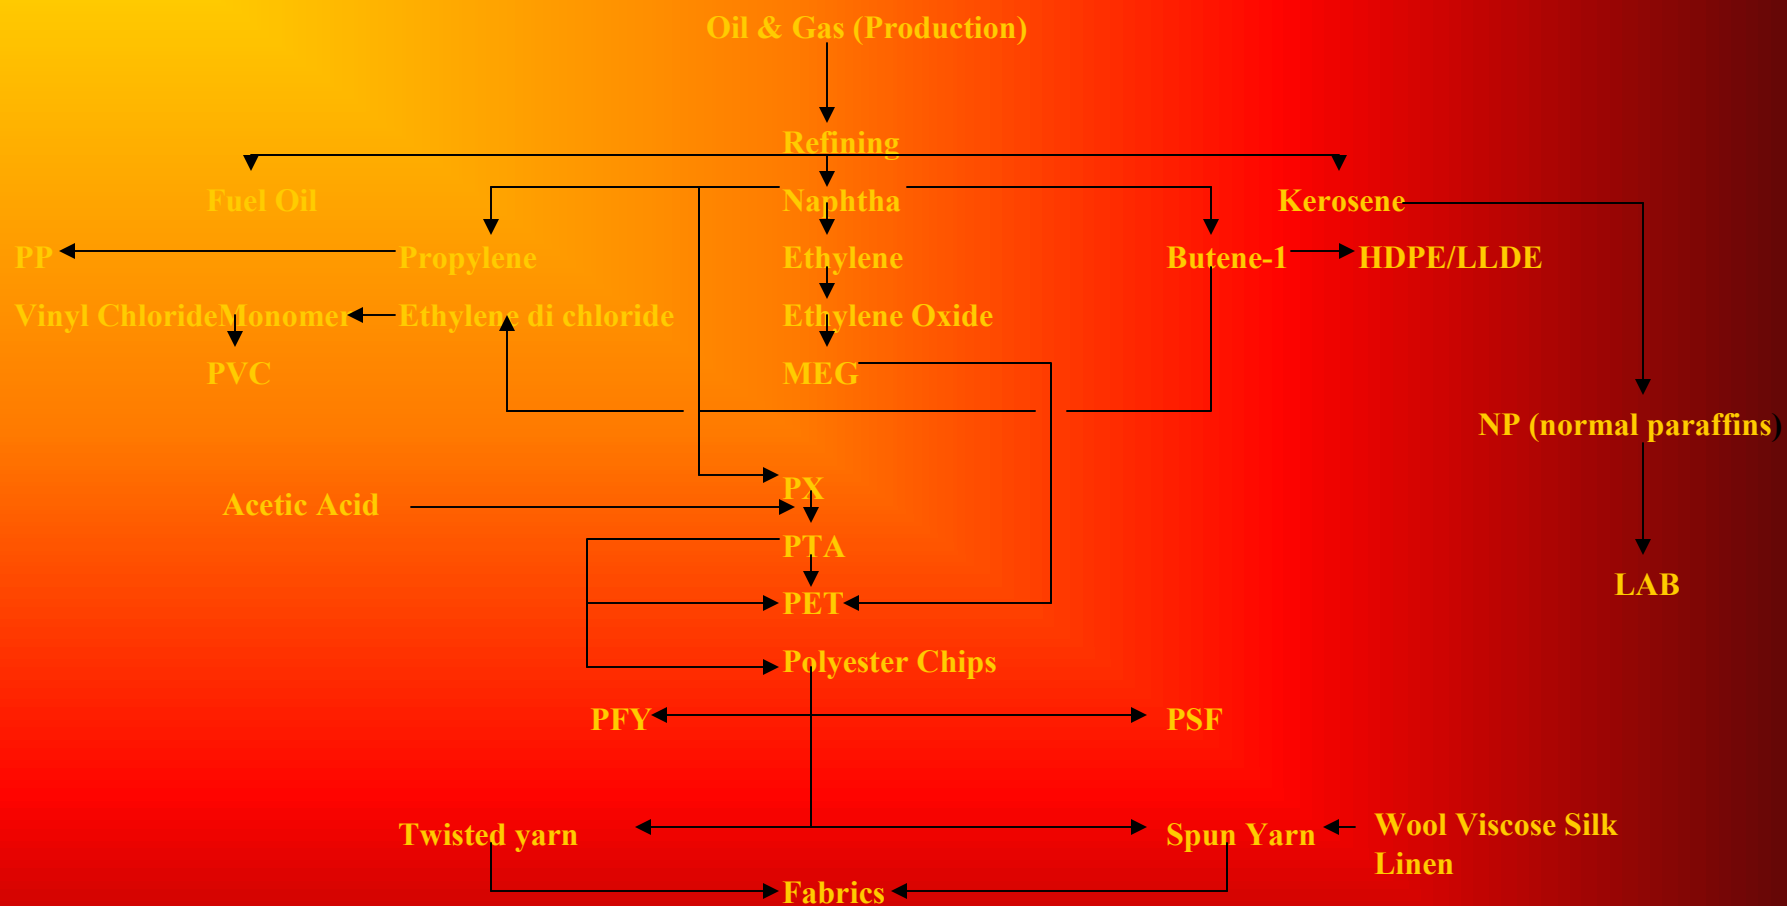 Oil & Gas (Production)
Refining
Fuel Oil
Naphtha
Kerosene
PP
Propylene
Ethylene
Butene-1
HDPE/LLDE
Vinyl ChlorideMonomer
Ethylene di chloride
Ethylene Oxide
PVC
MEG
NP (normal paraffins)
PX
Acetic Acid
PTA
LAB
PET
Polyester Chips
PFY
PSF
Twisted yarn
Spun Yarn
Wool Viscose Silk
Linen
Fabrics